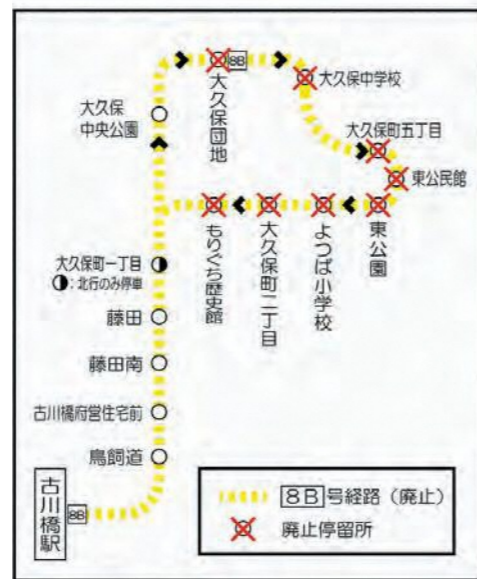 8B
大久保団地
大久保中学校
大久保
中央公園
大久保町五丁目
東公民館
もりぐち歴史館
大久保町二丁目
よつば小学校
東公園
大久保町一丁目
◐:北行のみ停車
藤田
藤田南
古川橋府営住宅前
鳥飼道
古川橋駅
8B
8B号経路(廃止)
廃止停留所